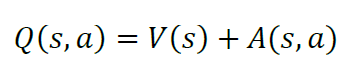 Q(s, a) = V(s) + A(s, a)